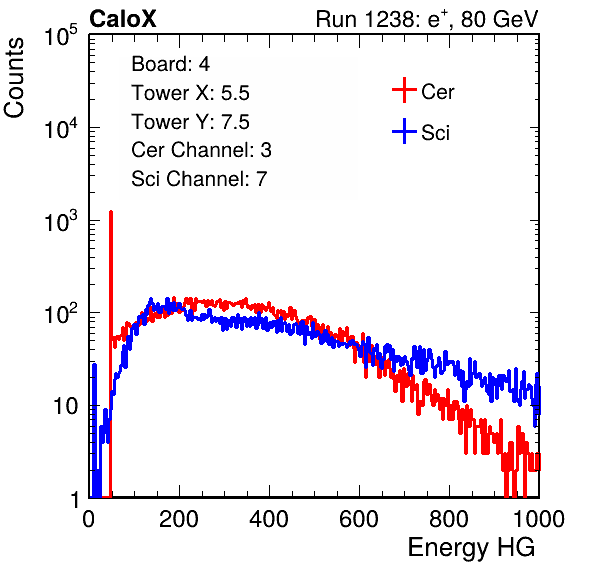 CaloX Run 1238: e⁺, 80 GeV
Counts
10⁵
10⁴
10³
10²
10
1
Board: 4
Tower X: 5.5
Tower Y: 7.5
Cer Channel: 3
Sci Channel: 7
Cer
Sci
0 200 400 600 800 1000
Energy HG